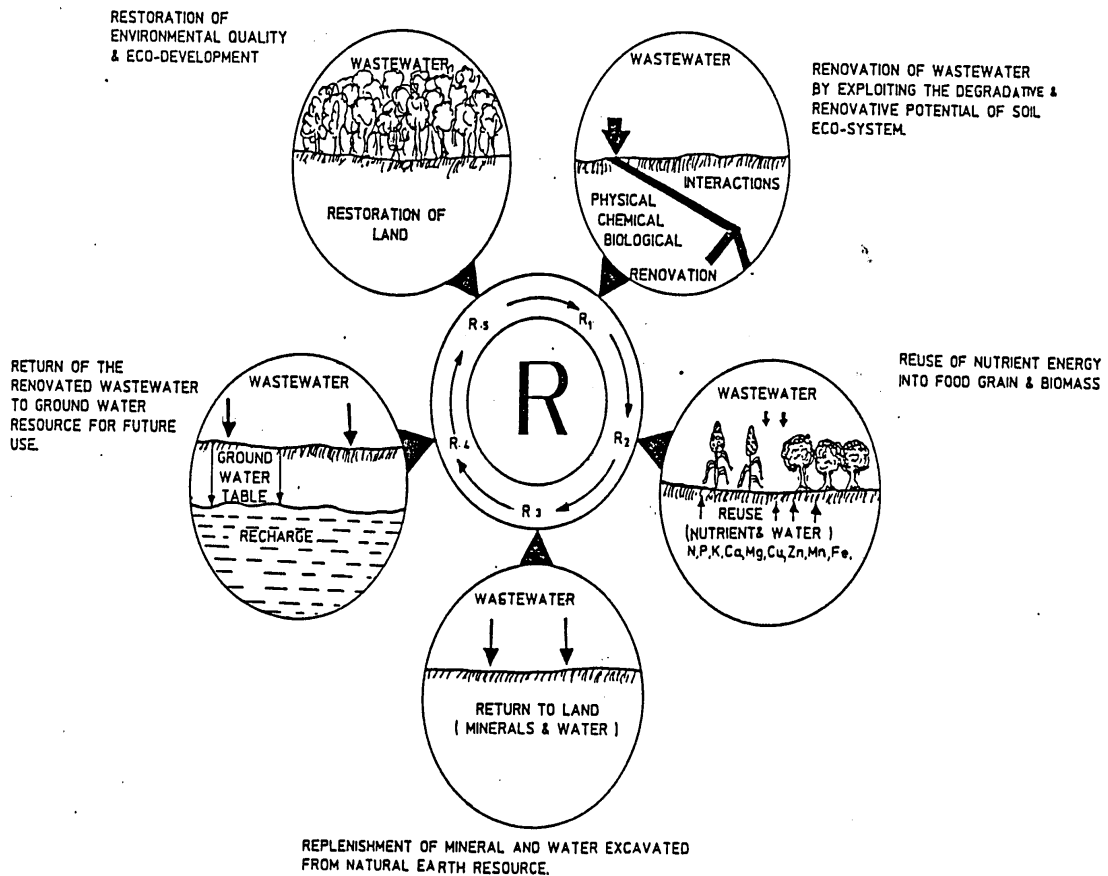 RESTORATION OF
ENVIRONMENTAL QUALITY
& ECO-DEVELOPMENT
WASTEWATER
RESTORATION OF
LAND
WASTEWATER
INTERACTIONS
PHYSICAL
CHEMICAL
BIOLOGICAL
RENOVATION
RENOVATION OF WASTEWATER
BY EXPLOITING THE DEGRADATIVE &
RENOVATIVE POTENTIAL OF SOIL
ECO-SYSTEM.
R.5
R1
R2
R3
R.4
R
RETURN OF THE
RENOVATED WASTEWATER
TO GROUND WATER
RESOURCE FOR FUTURE
USE.
WASTEWATER
GROUND
WATER
TABLE
RECHARGE
REUSE OF NUTRIENT ENERGY
INTO FOOD GRAIN & BIOMASS
WASTEWATER
REUSE
(NUTRIENT & WATER )
N,P,K,Ca,Mg,Cu,Zn,Mn,Fe.
WASTEWATER
RETURN TO LAND
( MINERALS & WATER )
REPLENISHMENT OF MINERAL AND WATER EXCAVATED
FROM NATURAL EARTH RESOURCE.